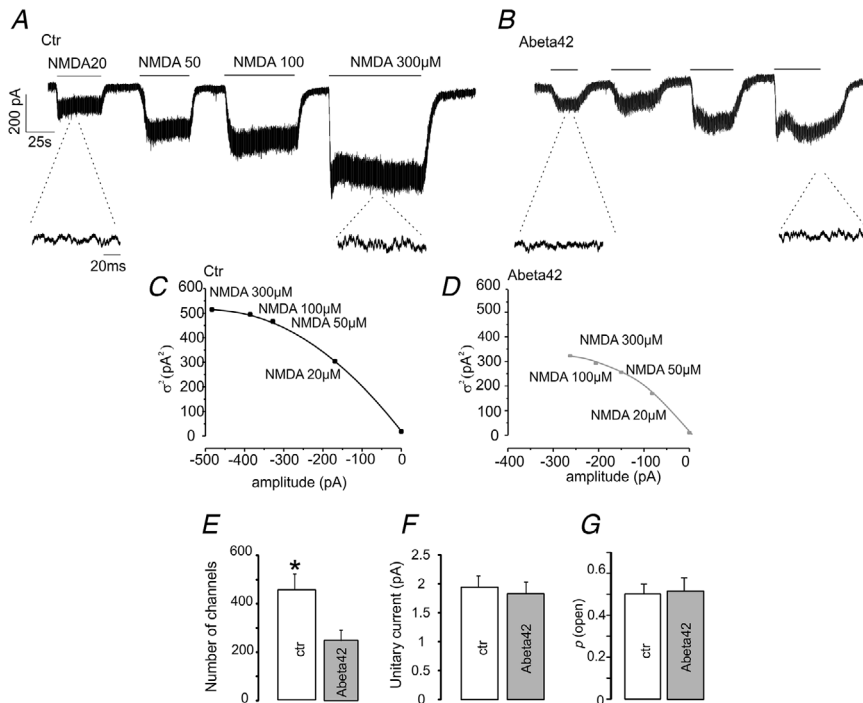 A
Ctr
NMDA20 NMDA 50 NMDA 100 NMDA 300µM
200 pA
25s
20ms
B
Abeta42
C
Ctr
600
500
400
300
200
100
0
σ² (pA²)
NMDA 300µM
NMDA 100µM
NMDA 50µM
NMDA 20µM
-500 -400 -300 -200 -100 0
amplitude (pA)
D
Abeta42
600
500
400
300
200
100
0
σ² (pA²)
NMDA 300µM
NMDA 50µM
NMDA 100µM
NMDA 20µM
-400 -300 -200 -100 0
amplitude (pA)
E
600
400
200
0
Number of channels
*
ctr
Abeta42
F
2.5
2
1.5
1
0.5
0
Unitary current (pA)
ctr
Abeta42
G
0.6
0.4
0.2
0
p (open)
ctr
Abeta42